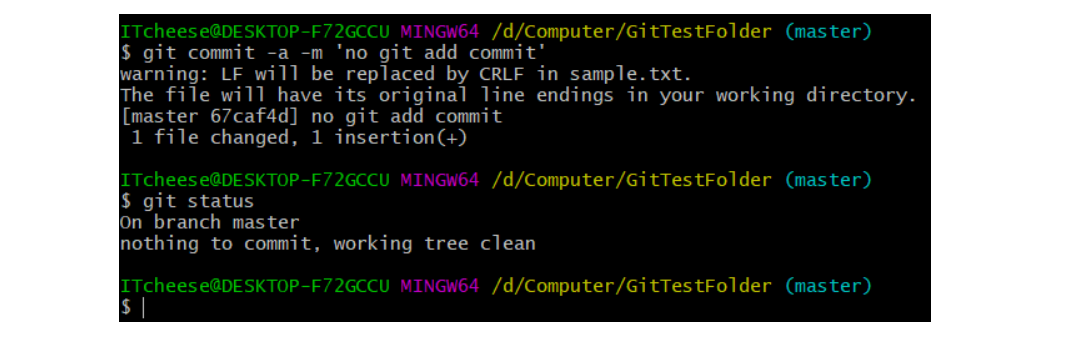 ITcheese@DESKTOP-F72GCCU MINGW64 /d/Computer/GitTestFolder (master)
$ git commit -a -m 'no git add commit'
warning: LF will be replaced by CRLF in sample.txt.
The file will have its original line endings in your working directory.
[master 67caf4d] no git add commit
 1 file changed, 1 insertion(+)
ITcheese@DESKTOP-F72GCCU MINGW64 /d/Computer/GitTestFolder (master)
$ git status
On branch master
nothing to commit, working tree clean
ITcheese@DESKTOP-F72GCCU MINGW64 /d/Computer/GitTestFolder (master)
$